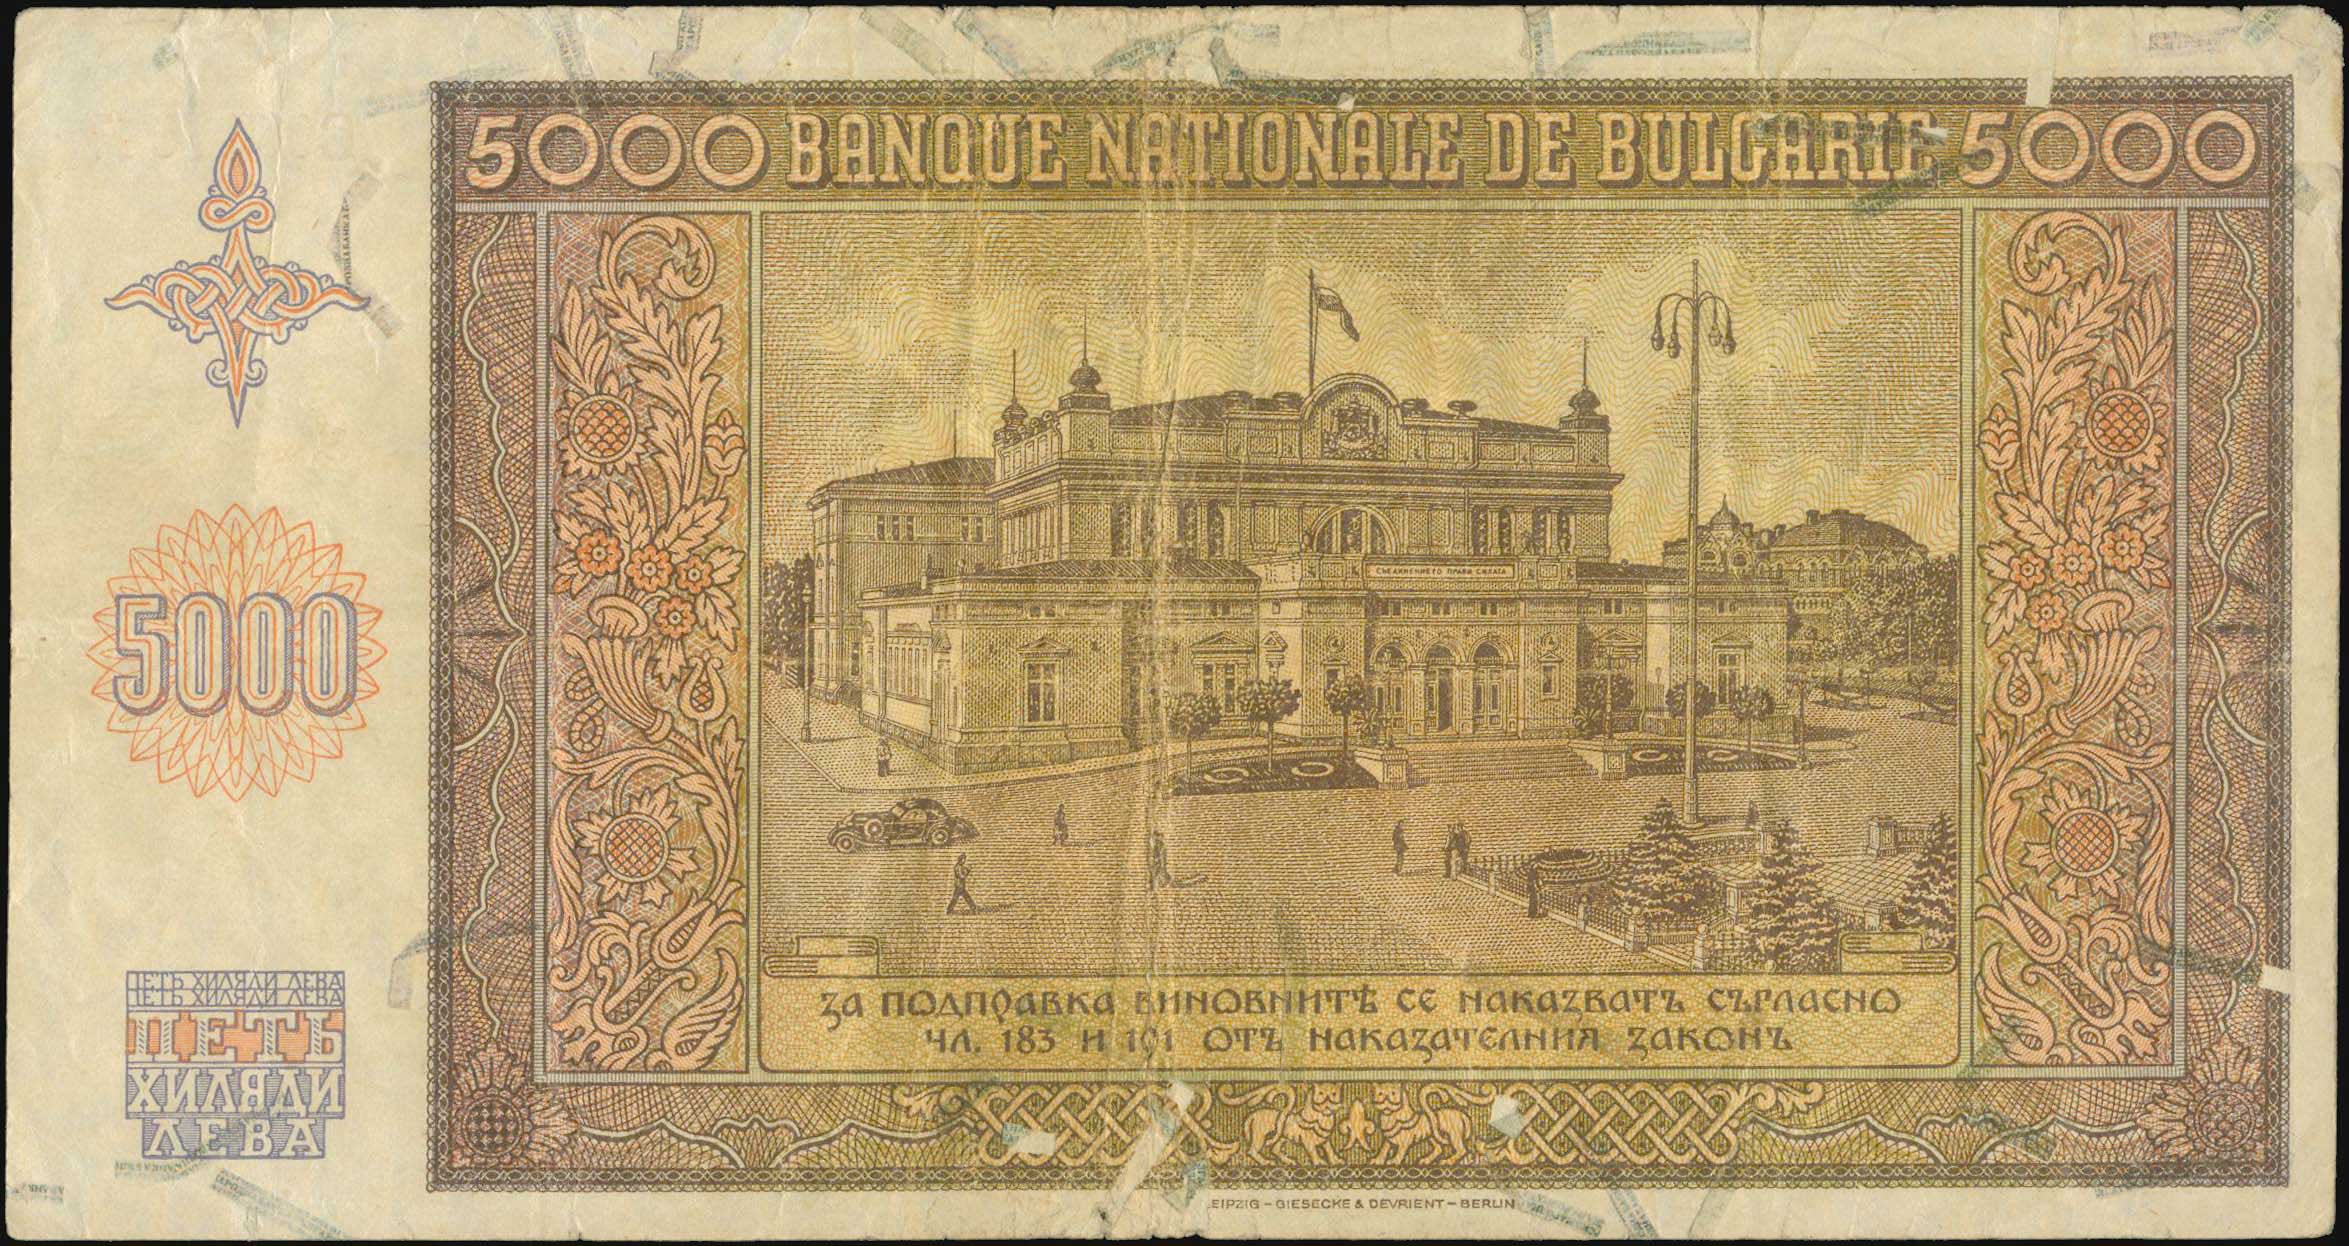 5000 BANQUE NATIONALE DE BULGARIE 5000
5000
СЪЕДИНЕНИЕТО ПРАВИ СИЛАТА
ЗА ПОДПРАВКА ВИНОВНИТѢ СЕ НАКАЗВАТЪ СЪГЛАСНО
ЧЛ. 183 И 191 ОТЪ НАКАЗАТЕЛНИЯ ЗАКОНЪ
ПЕТЬ ХИЛЯДИ ЛЕВА
ПЕТЬ ХИЛЯДИ ЛЕВА
ПЕТЬ
ХИЛЯДИ
ЛЕВА
LEIPZIG – GIESECKE & DEVRIENT – BERLIN